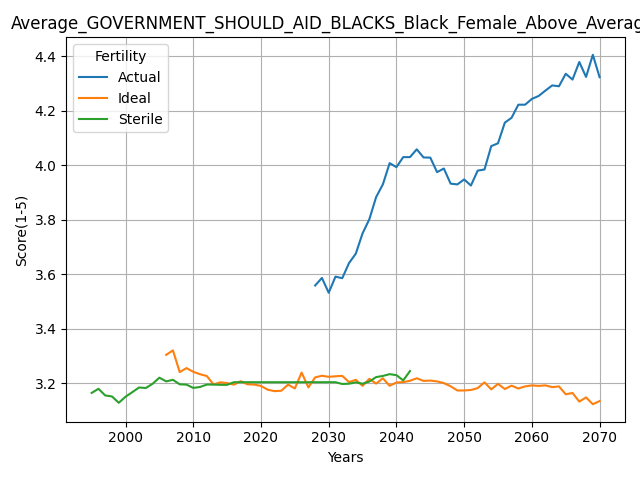 Average_GOVERNMENT_SHOULD_AID_BLACKS_Black_Female_Above_Averag
Fertility
Actual
Ideal
Sterile
Score(1-5)
4.4
4.2
4.0
3.8
3.6
3.4
3.2
2000 2010 2020 2030 2040 2050 2060 2070
Years